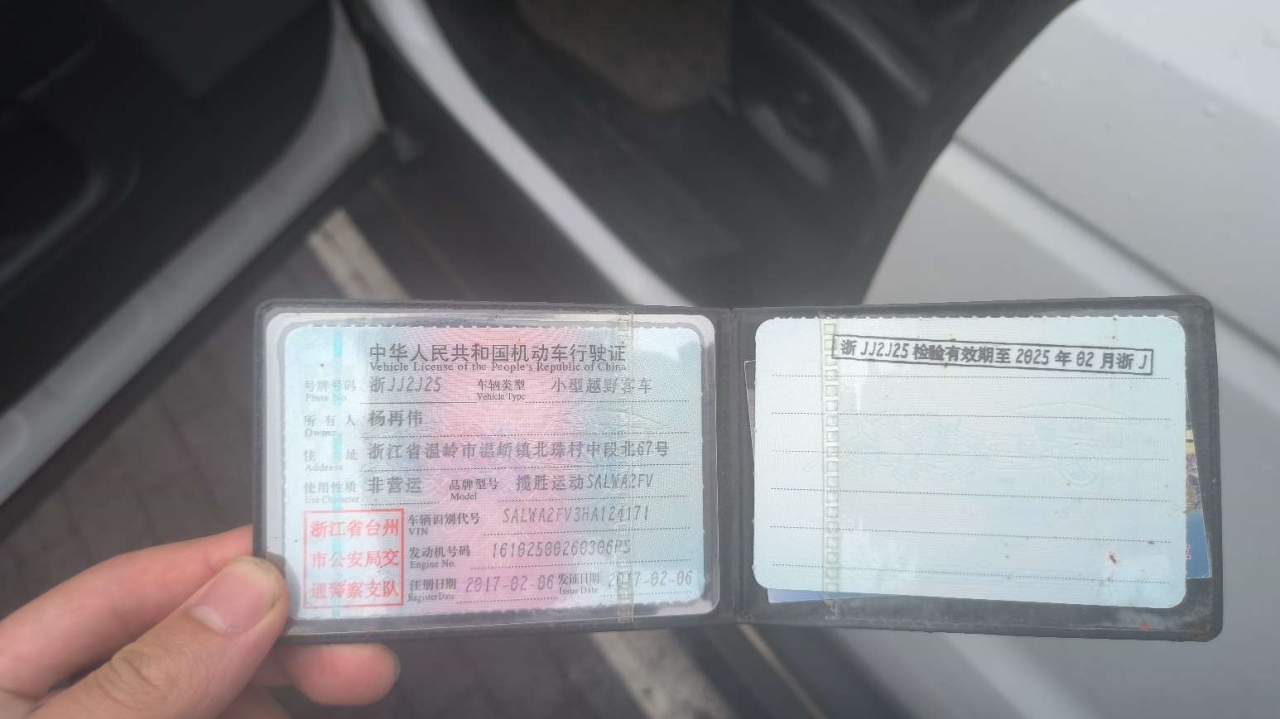 中华人民共和国机动车行驶证
Vehicle License of the People's Republic of China
号牌号码 浙JJ2J25 车辆类型 小型越野客车
Plate No. Vehicle Type
所有人 杨再伟
Owner
住址 浙江省温岭市温峤镇北珠村中段北67号
Address
使用性质 非营运 品牌型号 揽胜运动SALWA2FV
Use Character Model
浙江省台州
市公安局交
通警察支队
车辆识别代号 SALWA2FV3HA124171
VIN
发动机号码 16102500260306PS
Engine No.
注册日期 2017-02-06 发证日期 2017-02-06
Register Date Issue Date
浙JJ2J25 检验有效期至 2025 年 02 月浙J